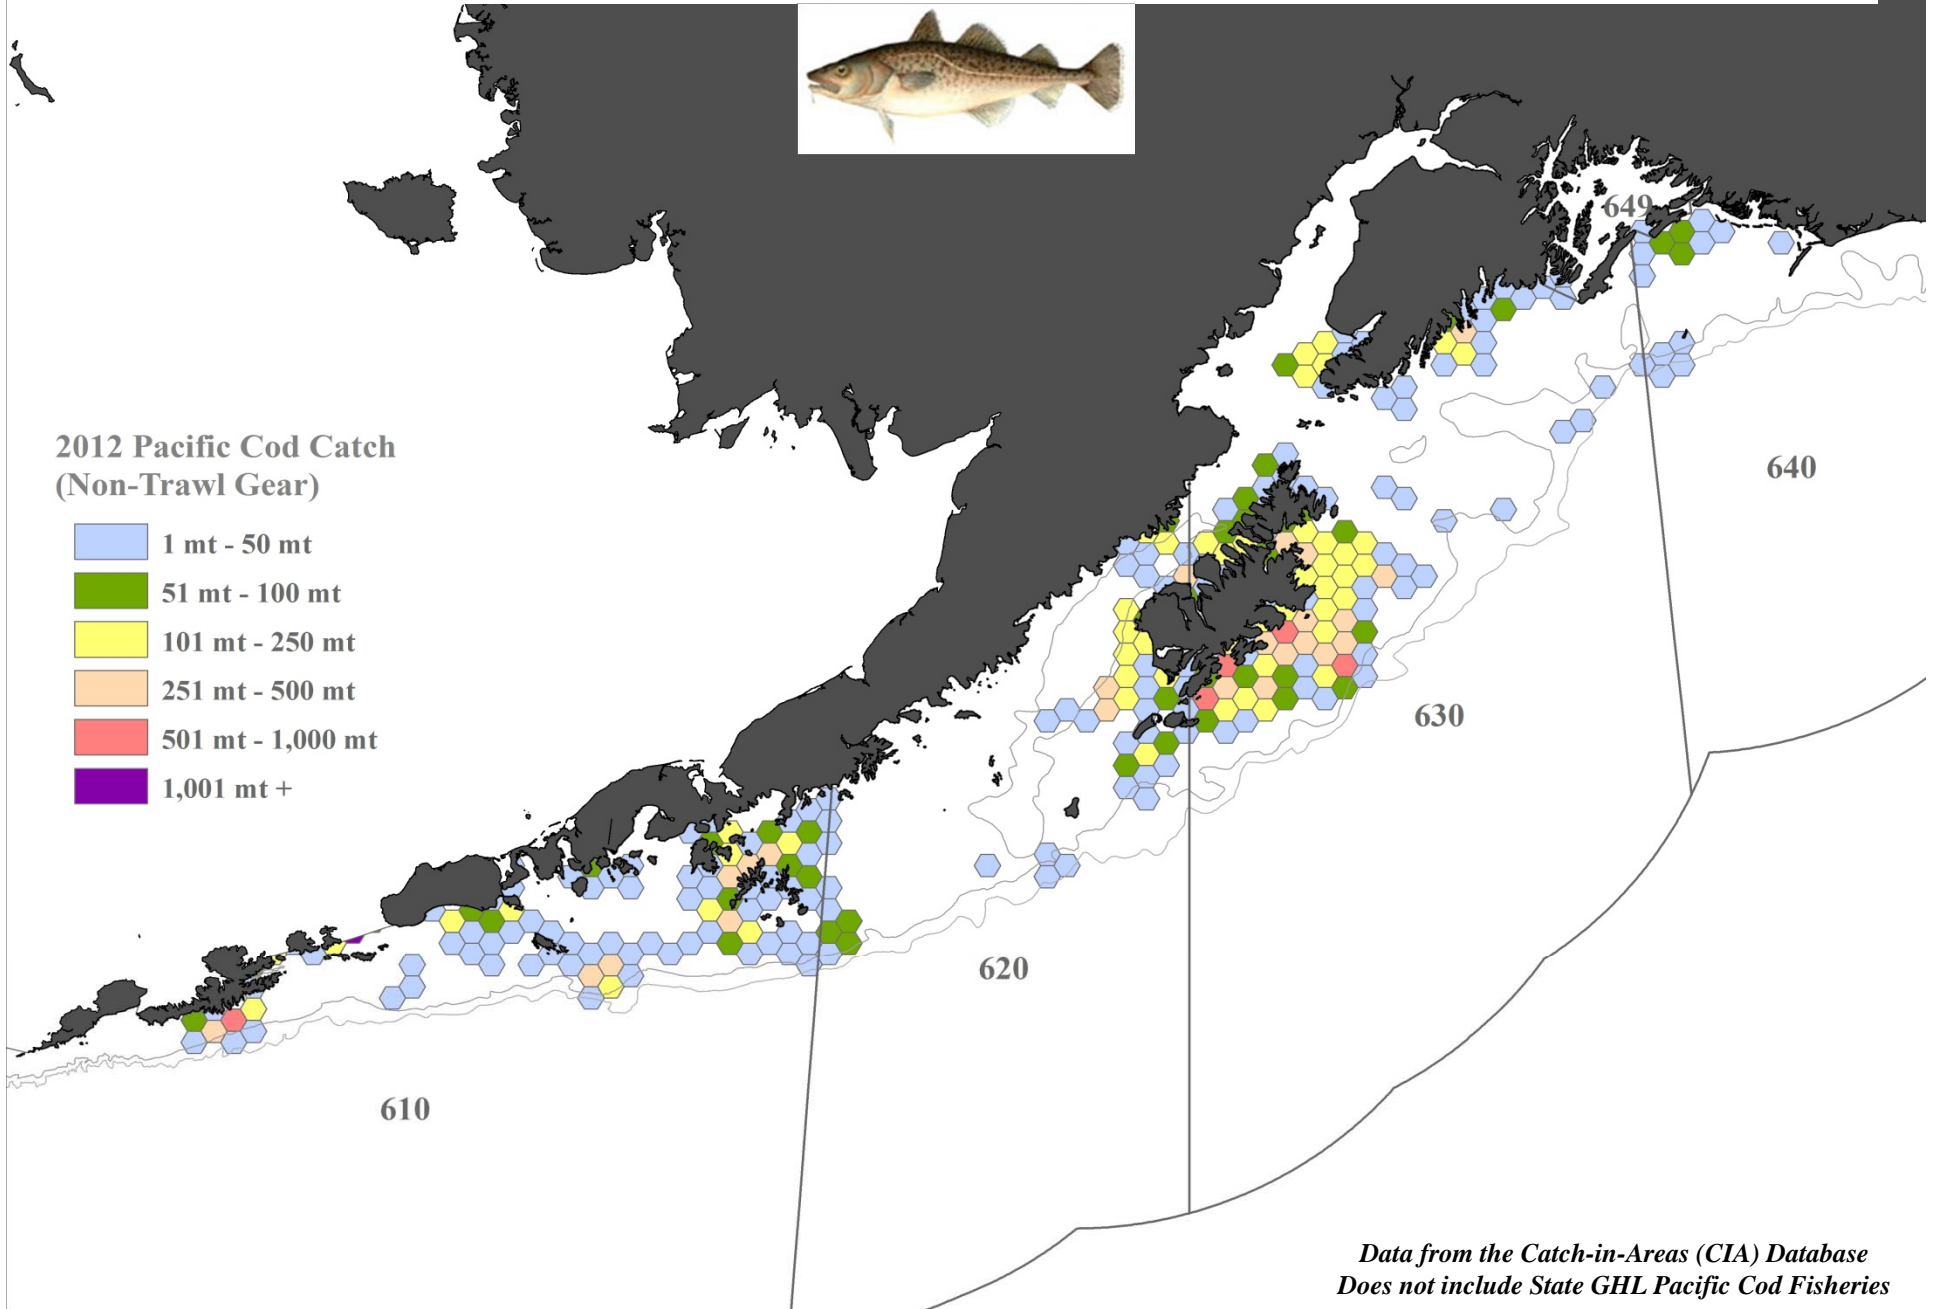 649
640
2012 Pacific Cod Catch
(Non-Trawl Gear)
1 mt - 50 mt
51 mt - 100 mt
101 mt - 250 mt
251 mt - 500 mt
501 mt - 1,000 mt
1,001 mt +
630
620
610
Data from the Catch-in-Areas (CIA) Database
Does not include State GHL Pacific Cod Fisheries